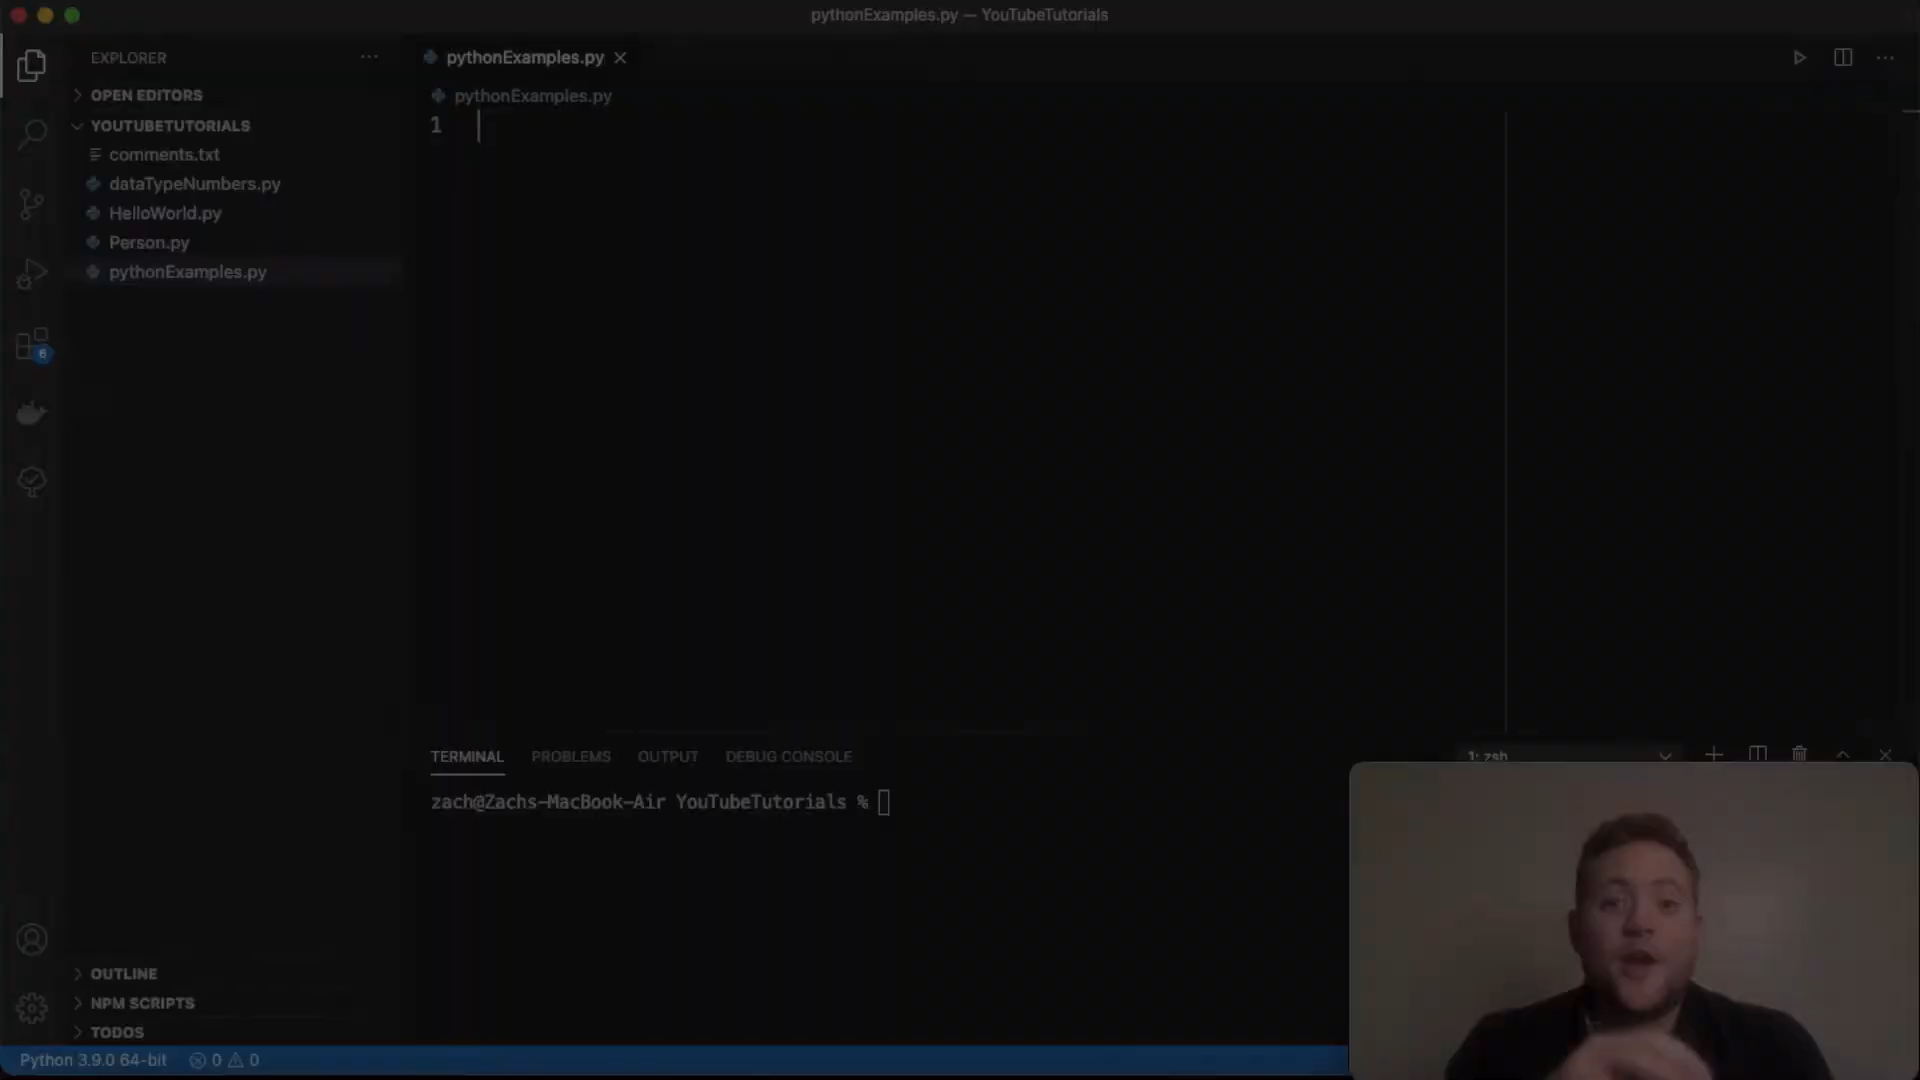 pythonExamples.py — YouTubeTutorials
EXPLORER
pythonExamples.py
OPEN EDITORS
pythonExamples.py
YOUTUBETUTORIALS
1
comments.txt
dataTypeNumbers.py
HelloWorld.py
Person.py
pythonExamples.py
6
TERMINAL PROBLEMS OUTPUT DEBUG CONSOLE
1: zsh
zach@Zachs-MacBook-Air YouTubeTutorials %
OUTLINE
NPM SCRIPTS
TODOS
Python 3.9.0 64-bit 0 0